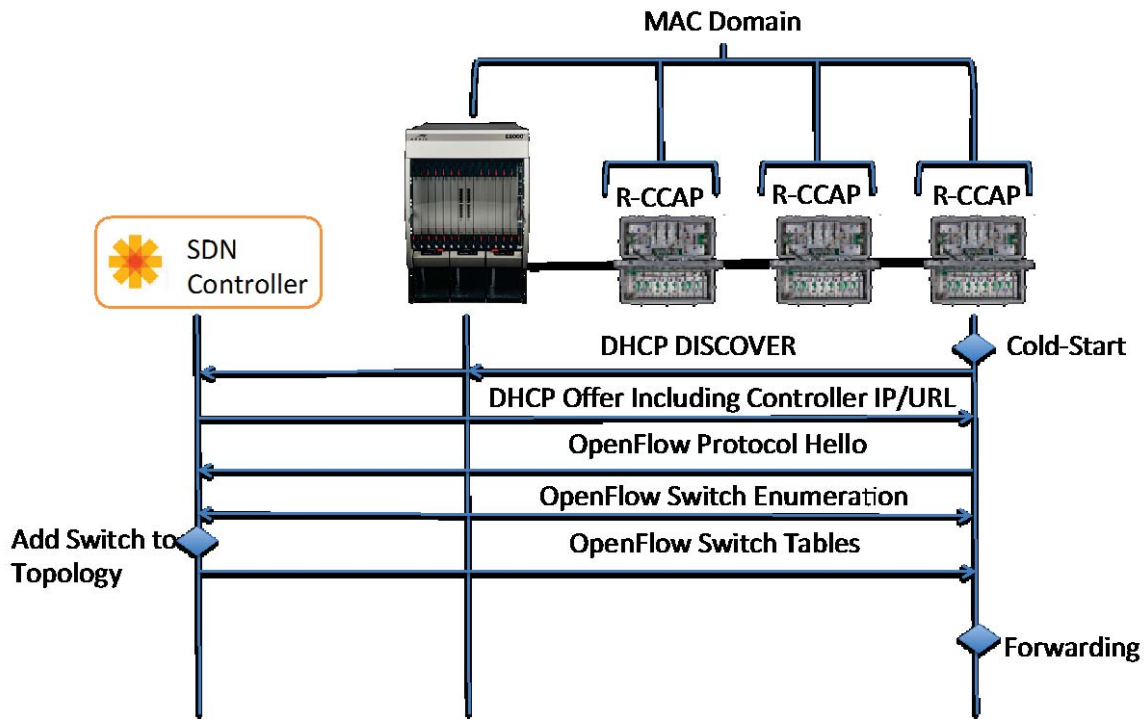 MAC Domain
E6000
R-CCAP
R-CCAP
R-CCAP
SDN
Controller
Cold-Start
DHCP DISCOVER
DHCP Offer Including Controller IP/URL
OpenFlow Protocol Hello
OpenFlow Switch Enumeration
Add Switch to
Topology
OpenFlow Switch Tables
Forwarding